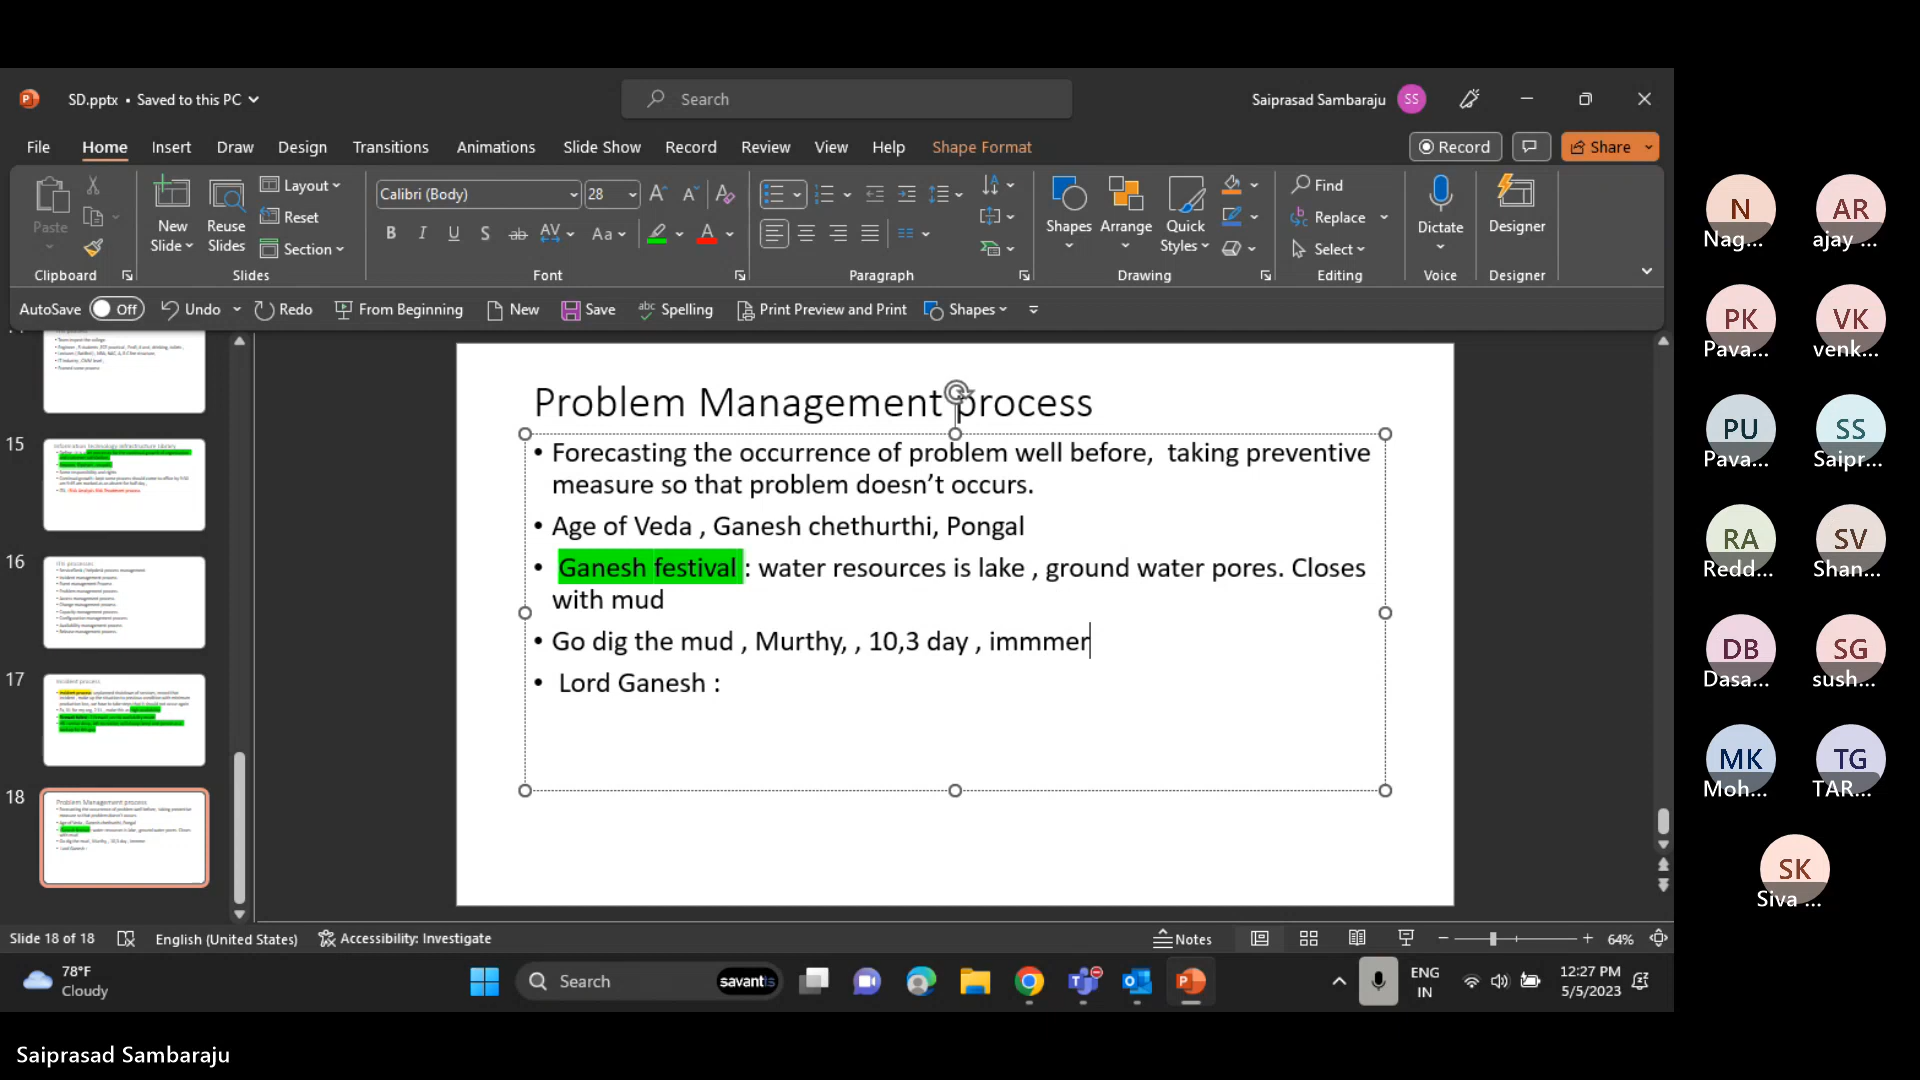 SD.pptx • Saved to this PC
Search
Saiprasad Sambaraju
SS
File Home Insert Draw Design Transitions Animations Slide Show Record Review View Help Shape Format
Record
Share
Paste
New Slide
Reuse Slides
Layout
Reset
Section
Calibri (Body)
28
Shapes
Arrange
Quick Styles
Find
Replace
Select
Dictate
Designer
Clipboard
Slides
Font
Paragraph
Drawing
Editing
Voice
Designer
AutoSave Off Undo Redo From Beginning New Save Spelling Print Preview and Print Shapes
15
16
17
18
Problem Management process
• Forecasting the occurrence of problem well before, taking preventive
measure so that problem doesn’t occurs.
• Age of Veda , Ganesh chethurthi, Pongal
• Ganesh festival : water resources is lake , ground water pores. Closes
with mud
• Go dig the mud , Murthy, , 10,3 day , immmer
• Lord Ganesh :
N
Nag...
AR
ajay ...
PK
Pava...
VK
venk...
PU
Pava...
SS
Saipr...
RA
Redd...
SV
Shan...
DB
Dasa...
SG
sush...
MK
Moh...
TG
TAR...
SK
Siva ...
Slide 18 of 18 English (United States) Accessibility: Investigate
Notes
64%
78°F
Cloudy
Search
savantis
ENG
IN
12:27 PM
5/5/2023
Saiprasad Sambaraju